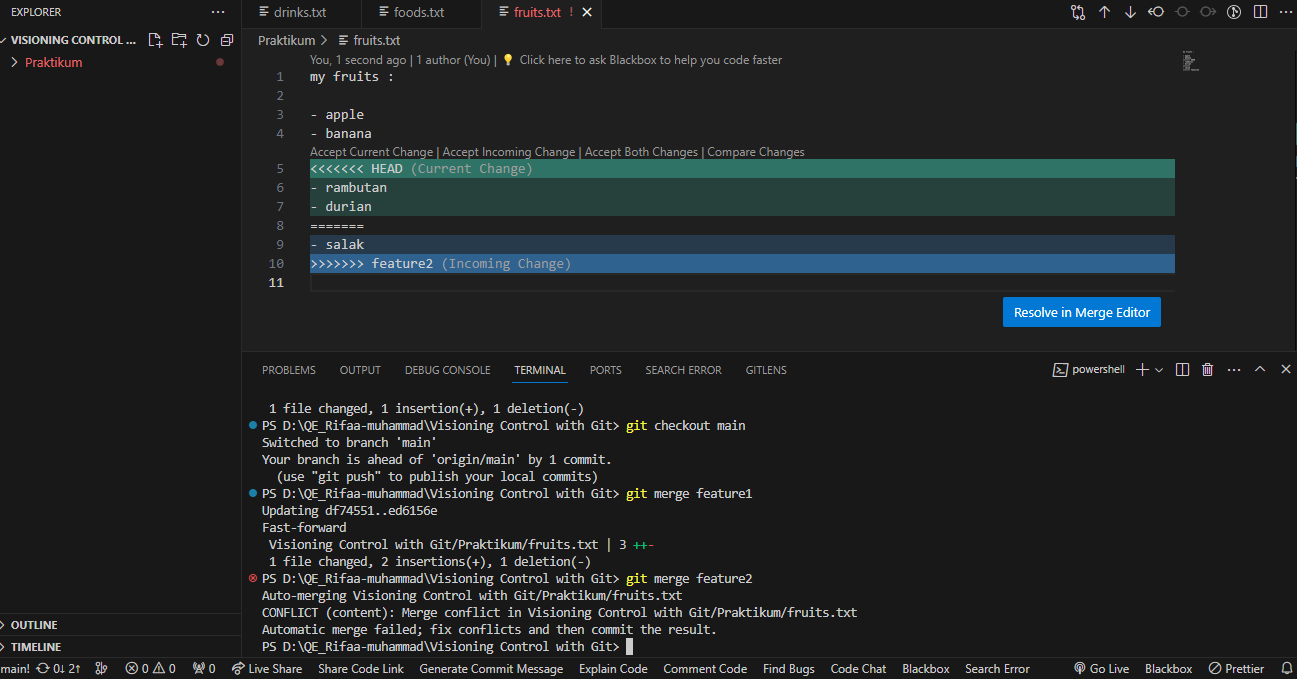 EXPLORER
drinks.txt
foods.txt
fruits.txt !
VISIONING CONTROL ...
Praktikum
Praktikum > fruits.txt
You, 1 second ago | 1 author (You) | Click here to ask Blackbox to help you code faster
1 my fruits :
2
3 - apple
4 - banana
Accept Current Change | Accept Incoming Change | Accept Both Changes | Compare Changes
5 <<<<<<< HEAD (Current Change)
6 - rambutan
7 - durian
8 =======
9 - salak
10 >>>>>>> feature2 (Incoming Change)
11
Resolve in Merge Editor
PROBLEMS OUTPUT DEBUG CONSOLE TERMINAL PORTS SEARCH ERROR GITLENS
powershell
1 file changed, 1 insertion(+), 1 deletion(-)
PS D:\QE_Rifaa-muhammad\Visioning Control with Git> git checkout main
Switched to branch 'main'
Your branch is ahead of 'origin/main' by 1 commit.
(use "git push" to publish your local commits)
PS D:\QE_Rifaa-muhammad\Visioning Control with Git> git merge feature1
Updating df74551..ed6156e
Fast-forward
Visioning Control with Git/Praktikum/fruits.txt | 3 ++-
1 file changed, 2 insertions(+), 1 deletion(-)
PS D:\QE_Rifaa-muhammad\Visioning Control with Git> git merge feature2
Auto-merging Visioning Control with Git/Praktikum/fruits.txt
CONFLICT (content): Merge conflict in Visioning Control with Git/Praktikum/fruits.txt
Automatic merge failed; fix conflicts and then commit the result.
PS D:\QE_Rifaa-muhammad\Visioning Control with Git>
OUTLINE
TIMELINE
main! 0↓ 2↑ 0 0 0 Live Share Share Code Link Generate Commit Message Explain Code Comment Code Find Bugs Code Chat Blackbox Search Error Go Live Blackbox Prettier